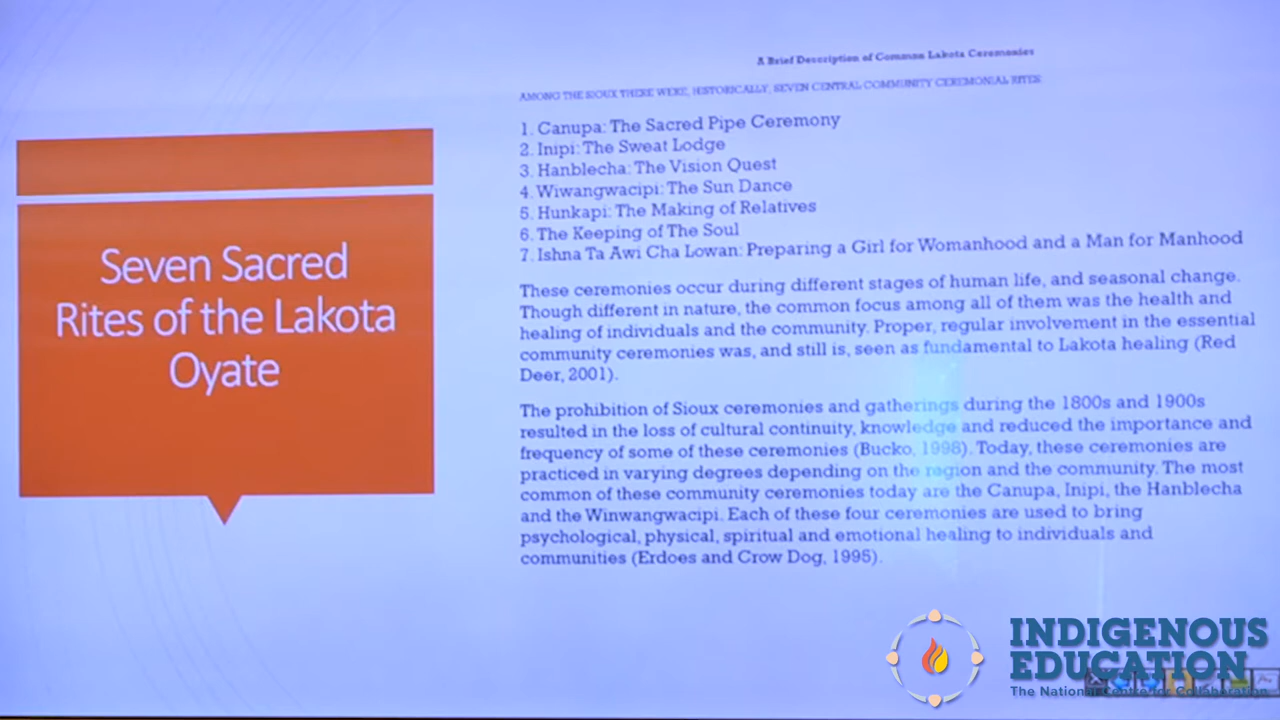 A Brief Description of Common Lakota Ceremonies
AMONG THE SIOUX THERE WERE, HISTORICALLY, SEVEN CENTRAL COMMUNITY CEREMONIAL RITES
1. Canupa: The Sacred Pipe Ceremony
2. Inipi: The Sweat Lodge
3. Hanblecha: The Vision Quest
4. Wiwangwacipi: The Sun Dance
5. Hunkapi: The Making of Relatives
6. The Keeping of The Soul
7. Ishna Ta Awi Cha Lowan: Preparing a Girl for Womanhood and a Man for Manhood
Seven Sacred
Rites of the Lakota
Oyate
These ceremonies occur during different stages of human life, and seasonal change.
Though different in nature, the common focus among all of them was the health and
healing of individuals and the community. Proper, regular involvement in the essential
community ceremonies was, and still is, seen as fundamental to Lakota healing (Red
Deer, 2001).
The prohibition of Sioux ceremonies and gatherings during the 1800s and 1900s
resulted in the loss of cultural continuity, knowledge and reduced the importance and
frequency of some of these ceremonies (Bucko, 1998). Today, these ceremonies are
practiced in varying degrees depending on the region and the community. The most
common of these community ceremonies today are the Canupa, Inipi, the Hanblecha
and the Winwangwacipi. Each of these four ceremonies are used to bring
psychological, physical, spiritual and emotional healing to individuals and
communities (Erdoes and Crow Dog, 1995).
INDIGENOUS
EDUCATION
The National Centre for Collaboration